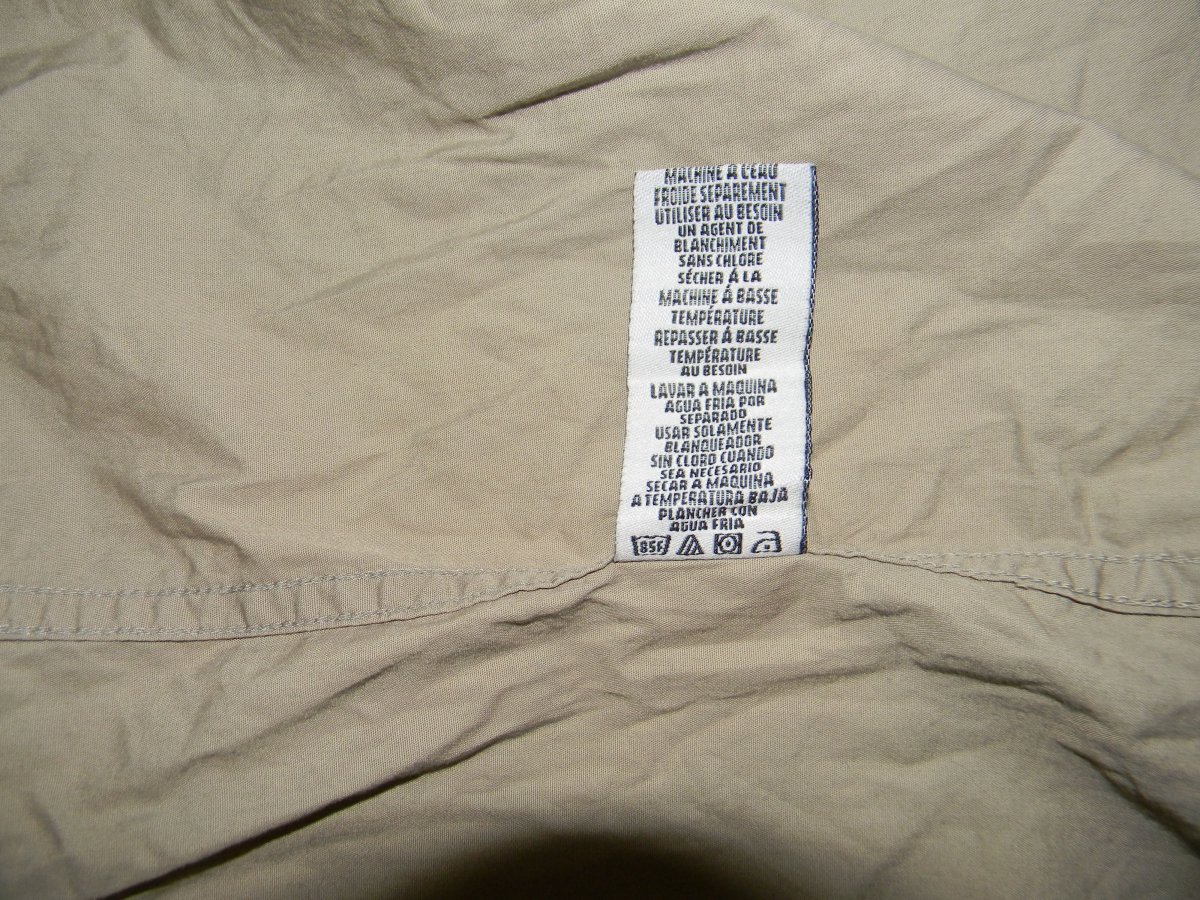 MACHINE A L'EAU
FROIDE SEPAREMENT
UTILISER AU BESOIN
UN AGENT DE
BLANCHIMENT
SANS CHLORE
SÉCHER Á LA
MACHINE Á BASSE
TEMPÉRATURE
REPASSER Á BASSE
TEMPÉRATURE
AU BESOIN
LAVAR A MAQUINA
AGUA FRIA POR
SEPARADO
USAR SOLAMENTE
BLANQUEADOR
SIN CLORO CUANDO
SEA NECESARIO
SECAR A MAQUINA
A TEMPERATURA BAJA
PLANCHER CON
AGUA FRIA
85F